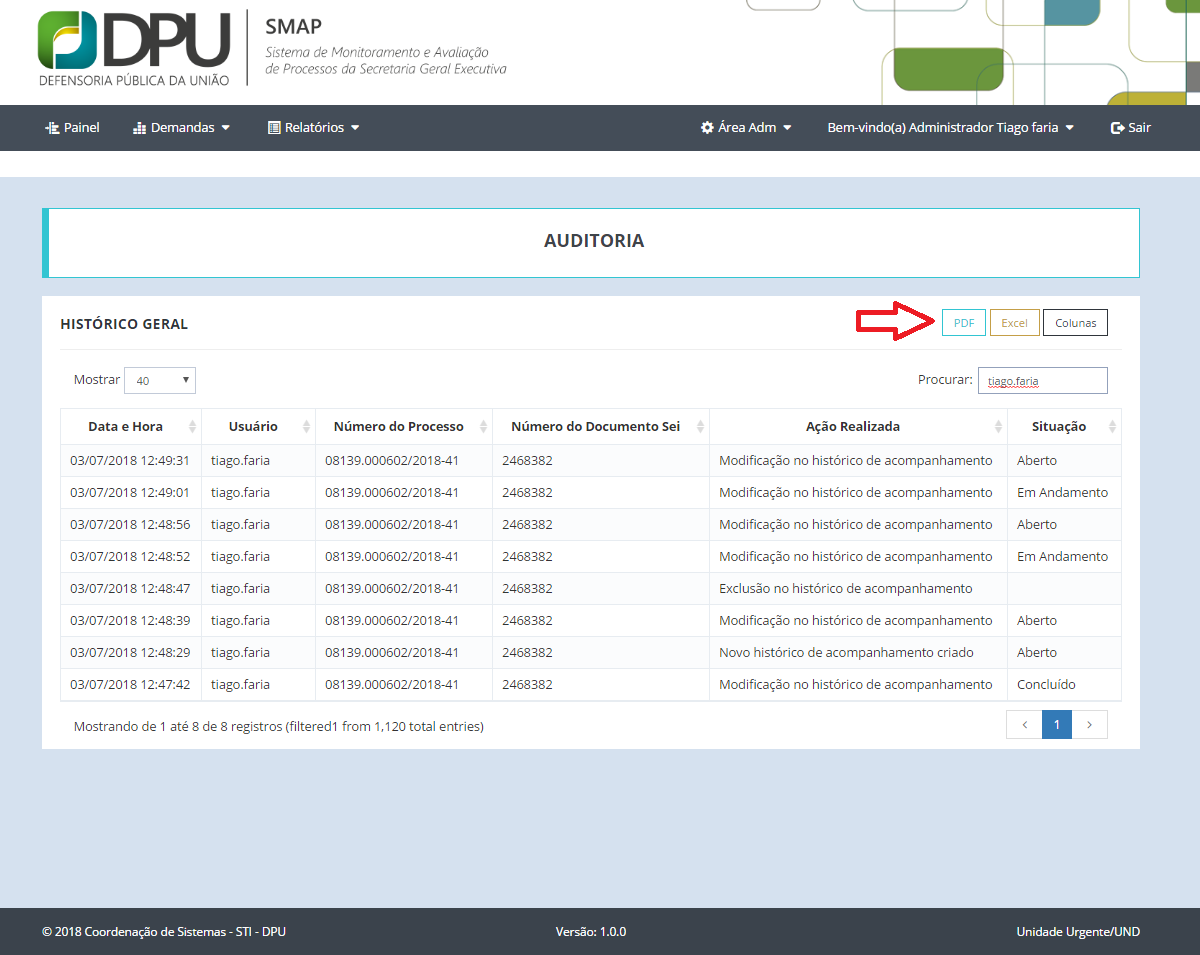 DPU
DEFENSORIA PÚBLICA DA UNIÃO
SMAP
Sistema de Monitoramento e Avaliação
de Processos da Secretaria Geral Executiva
Painel Demandas Relatórios Área Adm Bem-vindo(a) Administrador Tiago faria Sair
AUDITORIA
HISTÓRICO GERAL PDF Excel Colunas
Mostrar 40 Procurar: tiago.faria
Data e Hora Usuário Número do Processo Número do Documento Sei Ação Realizada Situação
03/07/2018 12:49:31 tiago.faria 08139.000602/2018-41 2468382 Modificação no histórico de acompanhamento Aberto
03/07/2018 12:49:01 tiago.faria 08139.000602/2018-41 2468382 Modificação no histórico de acompanhamento Em Andamento
03/07/2018 12:48:56 tiago.faria 08139.000602/2018-41 2468382 Modificação no histórico de acompanhamento Aberto
03/07/2018 12:48:52 tiago.faria 08139.000602/2018-41 2468382 Modificação no histórico de acompanhamento Em Andamento
03/07/2018 12:48:47 tiago.faria 08139.000602/2018-41 2468382 Exclusão no histórico de acompanhamento
03/07/2018 12:48:39 tiago.faria 08139.000602/2018-41 2468382 Modificação no histórico de acompanhamento Aberto
03/07/2018 12:48:29 tiago.faria 08139.000602/2018-41 2468382 Novo histórico de acompanhamento criado Aberto
03/07/2018 12:47:42 tiago.faria 08139.000602/2018-41 2468382 Modificação no histórico de acompanhamento Concluído
Mostrando de 1 até 8 de 8 registros (filtered1 from 1,120 total entries) ‹ 1 ›
© 2018 Coordenação de Sistemas - STI - DPU Versão: 1.0.0 Unidade Urgente/UND